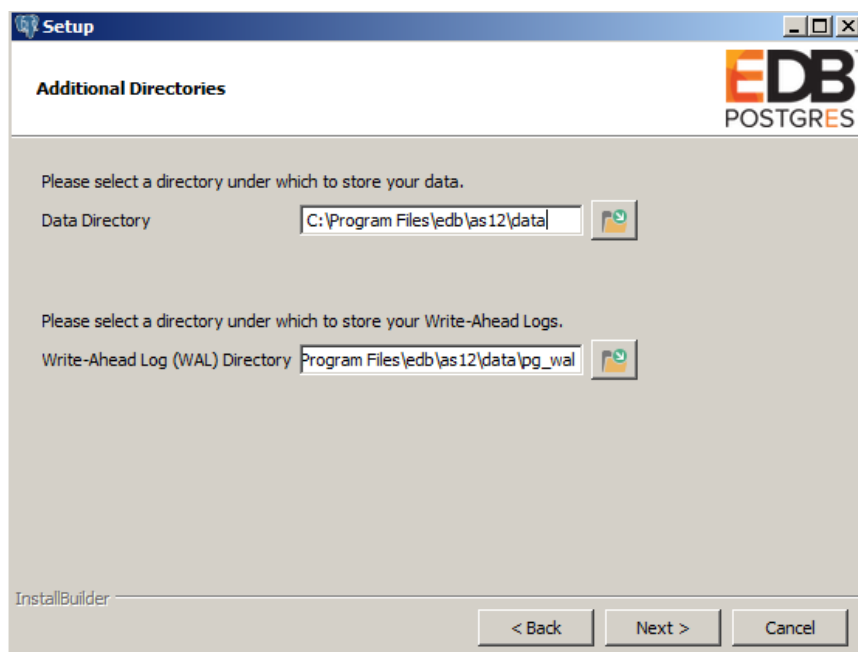 Setup
Additional Directories
EDB
POSTGRES
Please select a directory under which to store your data.
Data Directory C:\Program Files\edb\as12\data
Please select a directory under which to store your Write-Ahead Logs.
Write-Ahead Log (WAL) Directory Program Files\edb\as12\data\pg_wal
InstallBuilder
< Back Next > Cancel